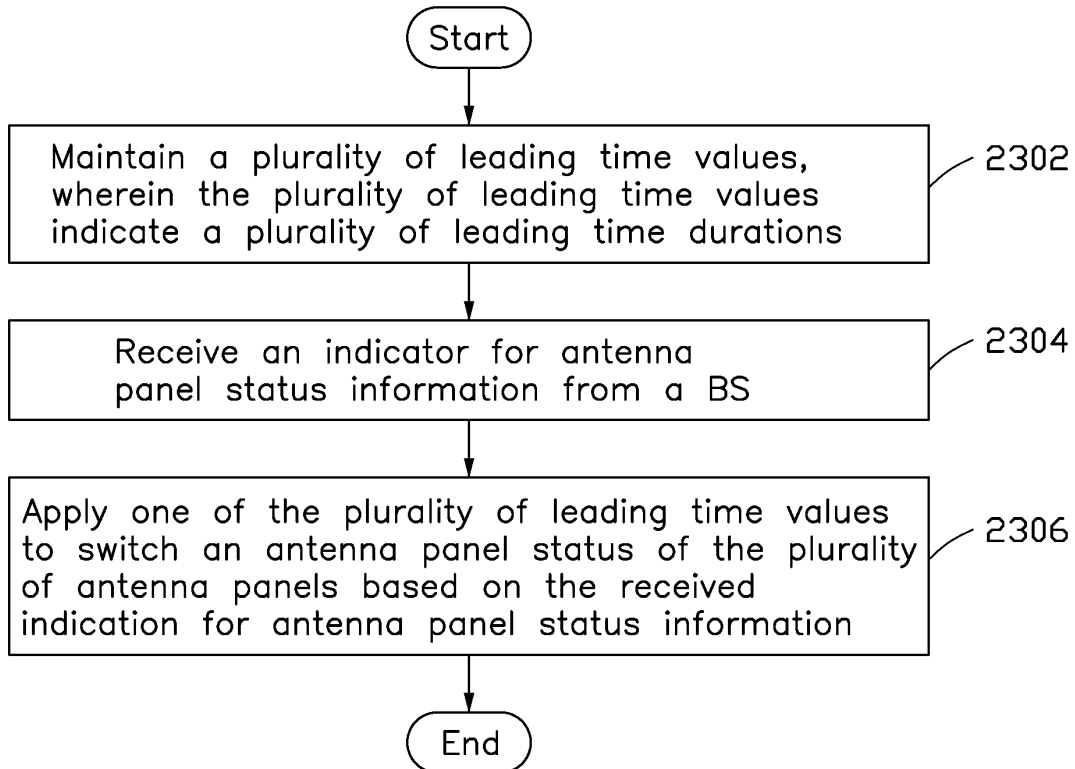 Start
Maintain a plurality of leading time values,
wherein the plurality of leading time values
indicate a plurality of leading time durations
2302
Receive an indicator for antenna
panel status information from a BS
2304
Apply one of the plurality of leading time values
to switch an antenna panel status of the plurality
of antenna panels based on the received
indication for antenna panel status information
2306
End